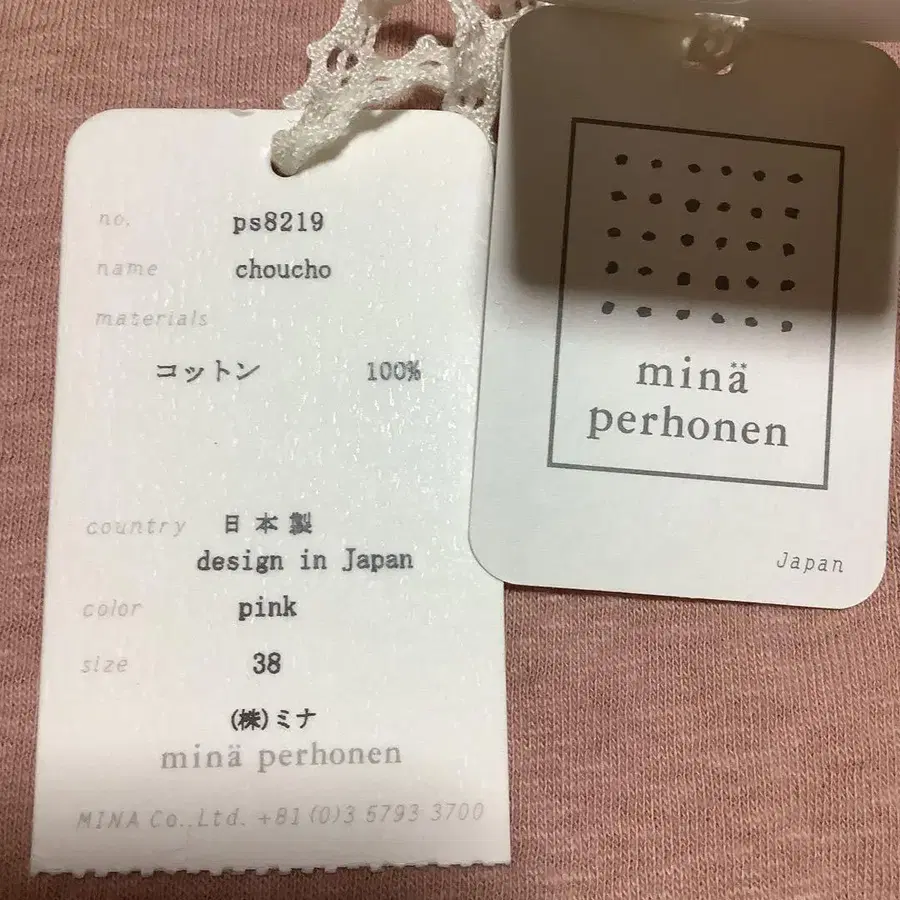 no. ps8219
name choucho
materials
コットン 100%
country 日本製
design in Japan
color pink
size 38
(株)ミナ
minä perhonen
MINA Co.,Ltd. +81(0)3 5793 3700
minä
perhonen
Japan